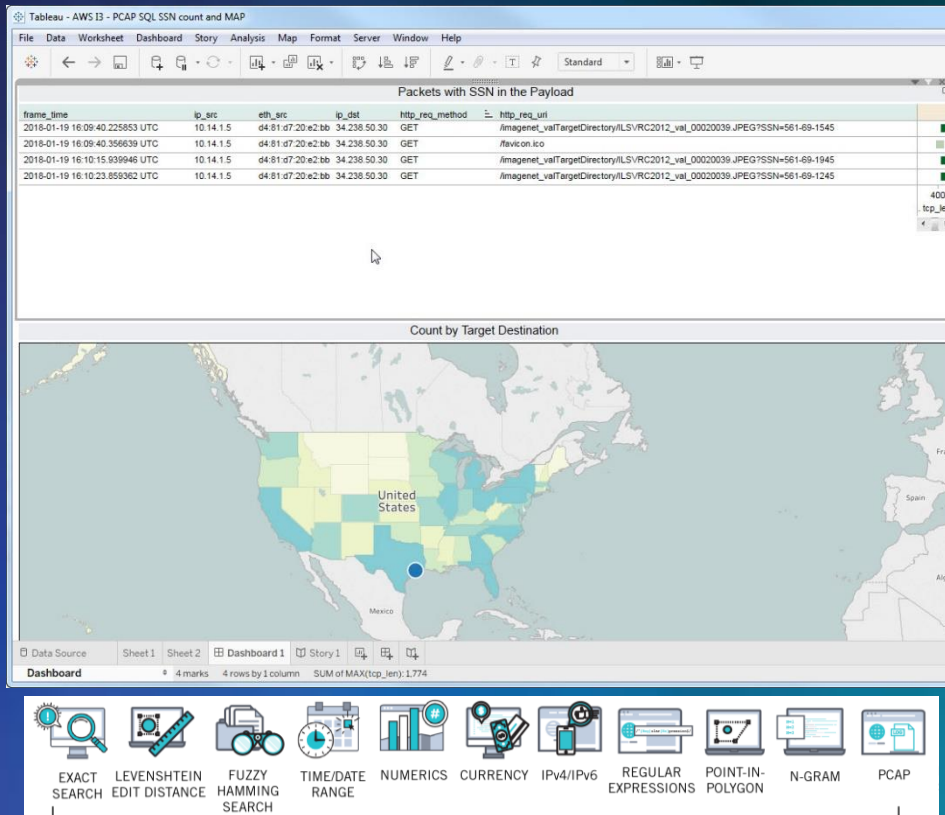 Tableau - AWS I3 - PCAP SQL SSN count and MAP
File Data Worksheet Dashboard Story Analysis Map Format Server Window Help
Standard
Packets with SSN in the Payload
frame_time ip_src eth_src ip_dst http_req_method http_req_uri
2018-01-19 16:09:40.225853 UTC 10.14.1.5 d4:81:d7:20:e2:bb 34.238.50.30 GET /imagenet_valTargetDirectory/ILSVRC2012_val_00020039.JPEG?SSN=561-69-1545
2018-01-19 16:09:40.356639 UTC 10.14.1.5 d4:81:d7:20:e2:bb 34.238.50.30 GET /favicon.ico
2018-01-19 16:10:15.939946 UTC 10.14.1.5 d4:81:d7:20:e2:bb 34.238.50.30 GET /imagenet_valTargetDirectory/ILSVRC2012_val_00020039.JPEG?SSN=561-69-1945
2018-01-19 16:10:23.859362 UTC 10.14.1.5 d4:81:d7:20:e2:bb 34.238.50.30 GET /imagenet_valTargetDirectory/ILSVRC2012_val_00020039.JPEG?SSN=561-69-1245
400
tcp_le
Count by Target Destination
United
States
Mexico
Spain
Fra
Alg
Data Source Sheet 1 Sheet 2 Dashboard 1 Story 1
Dashboard 4 marks 4 rows by 1 column SUM of MAX(tcp_len): 1,774
EXACT SEARCH
LEVENSHTEIN EDIT DISTANCE
FUZZY HAMMING SEARCH
TIME/DATE RANGE
NUMERICS
CURRENCY
IPv4/IPv6
REGULAR EXPRESSIONS
POINT-IN-POLYGON
N-GRAM
PCAP